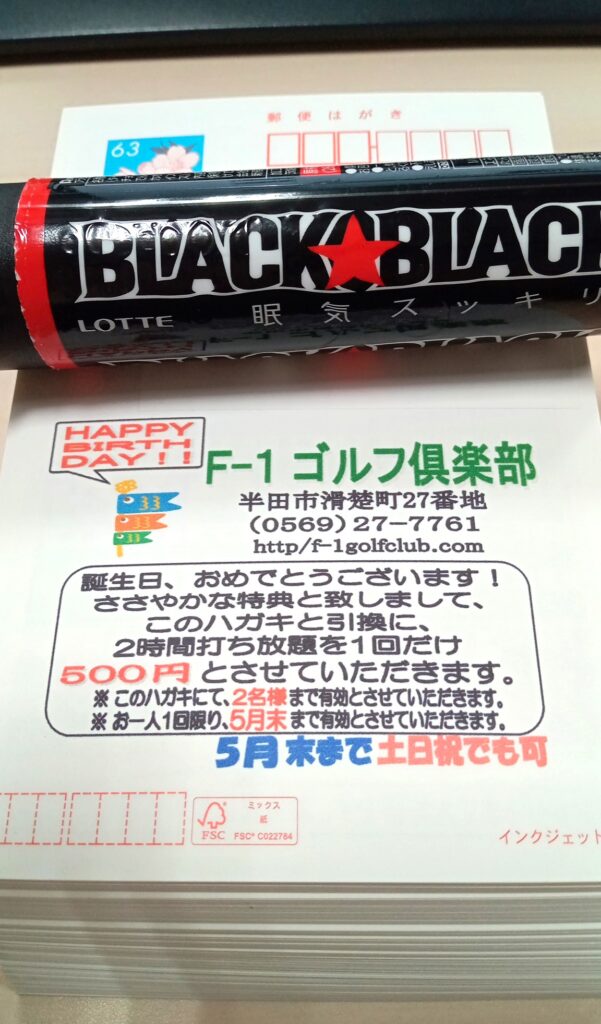 郵便はがき
63
BLACK★BLACK
LOTTE 眠気スッキリ
HAPPY
BIRTH
DAY!!
F-1 ゴルフ倶楽部
半田市滑楚町27番地
(0569)27-7761
http/f-1golfclub.com
誕生日、おめでとうございます!
ささやかな特典と致しまして、
このハガキと引換に、
2時間打ち放題を1回だけ
500円とさせていただきます。
※ このハガキにて、2名様まで有効とさせていただきます。
※ お一人1回限り、5月末まで有効とさせていただきます。
5月末まで土日祝でも可
ミックス
紙
FSC
FSC® C022784
インクジェット